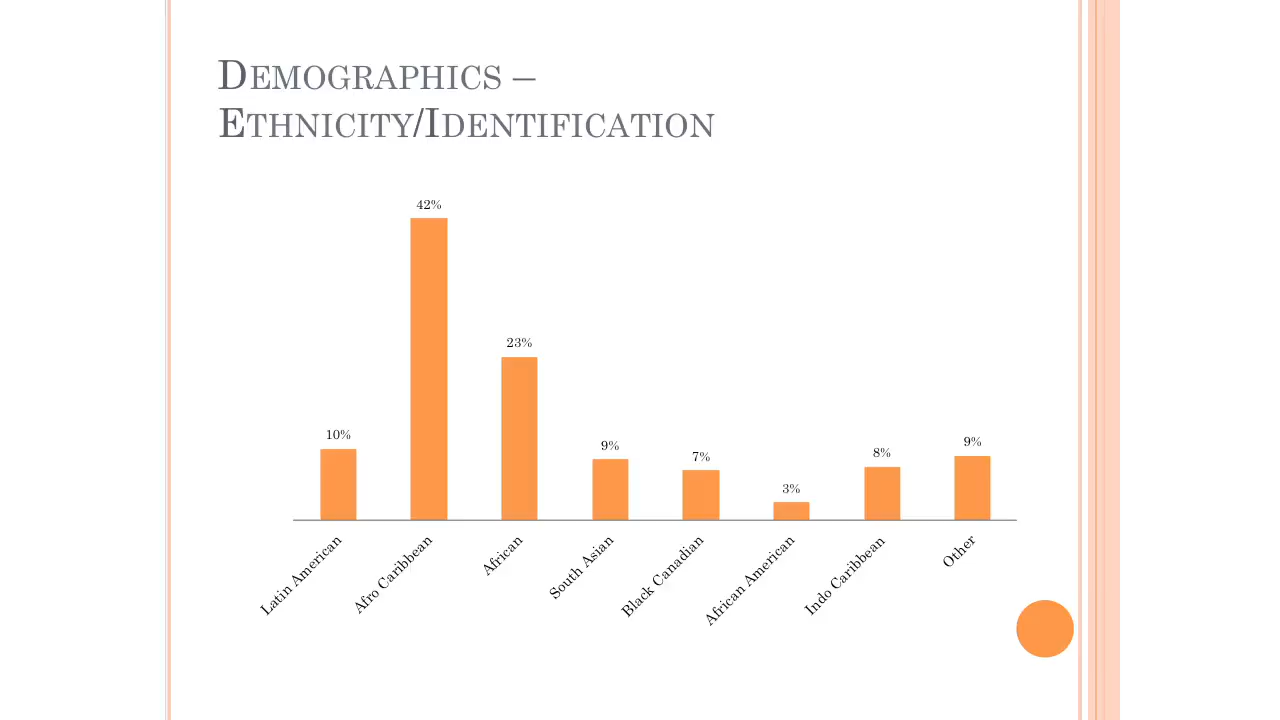 Demographics –
Ethnicity/Identification
42%
23%
10%
9%
7%
3%
8%
9%
Latin American
Afro Caribbean
African
South Asian
Black Canadian
African American
Indo Caribbean
Other